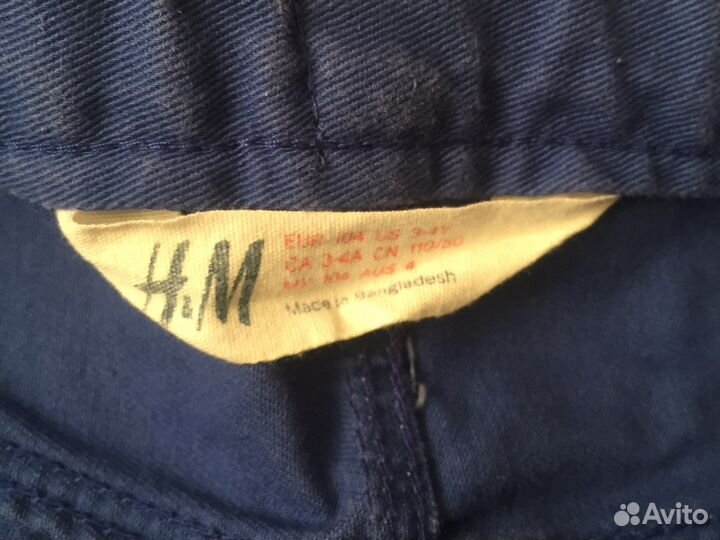 H&M
EUR 104 US 3-4Y
CA 3-4A CN 110/50
MX 104 AUS 4
Made in Bangladesh
Avito